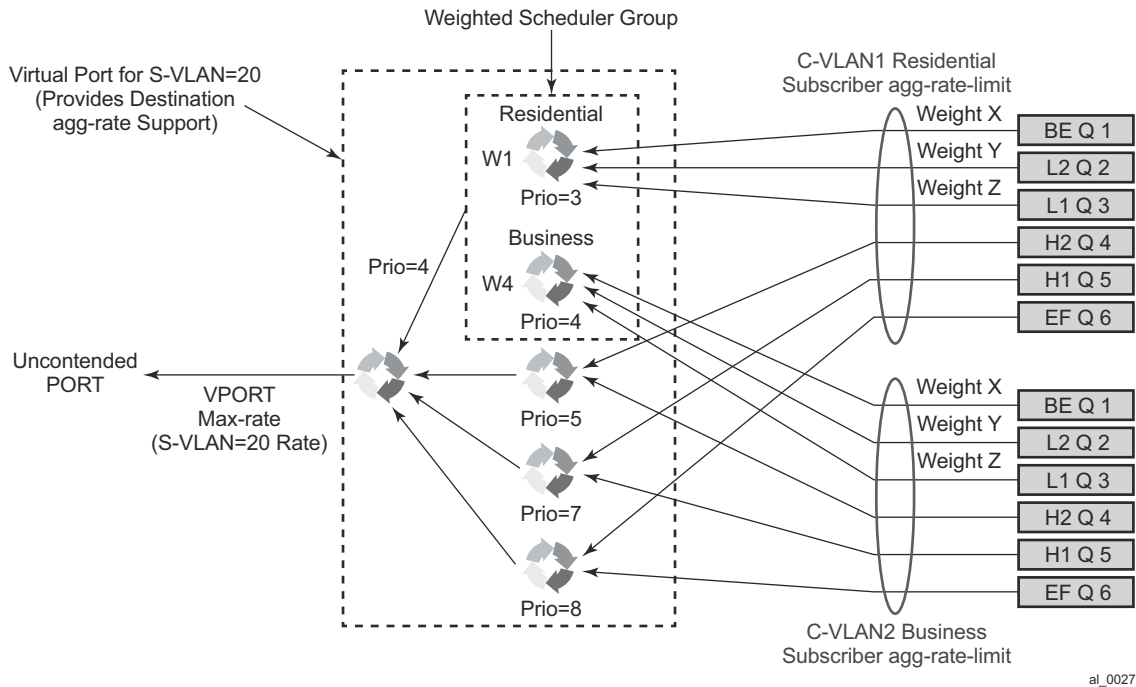 Weighted Scheduler Group
Virtual Port for S-VLAN=20
(Provides Destination
agg-rate Support)
C-VLAN1 Residential
Subscriber agg-rate-limit
Residential
W1
Prio=3
Business
W4
Prio=4
Prio=4
Weight X
Weight Y
Weight Z
BE Q 1
L2 Q 2
L1 Q 3
H2 Q 4
H1 Q 5
EF Q 6
Uncontended
PORT
VPORT
Max-rate
(S-VLAN=20 Rate)
Prio=5
Prio=7
Prio=8
Weight X
Weight Y
Weight Z
BE Q 1
L2 Q 2
L1 Q 3
H2 Q 4
H1 Q 5
EF Q 6
C-VLAN2 Business
Subscriber agg-rate-limit
al_0027